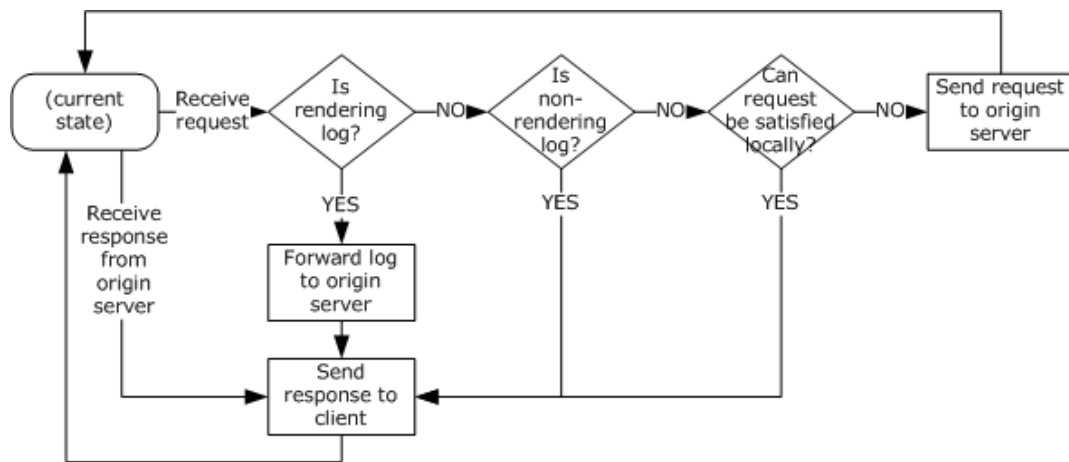 (current
state)
Receive
request
Is
rendering
log?
NO
Is
non-
rendering
log?
NO
Can
request
be satisfied
locally?
NO
Send request
to origin
server
YES
YES
YES
Receive
response
from
origin
server
Forward log
to origin
server
Send
response to
client